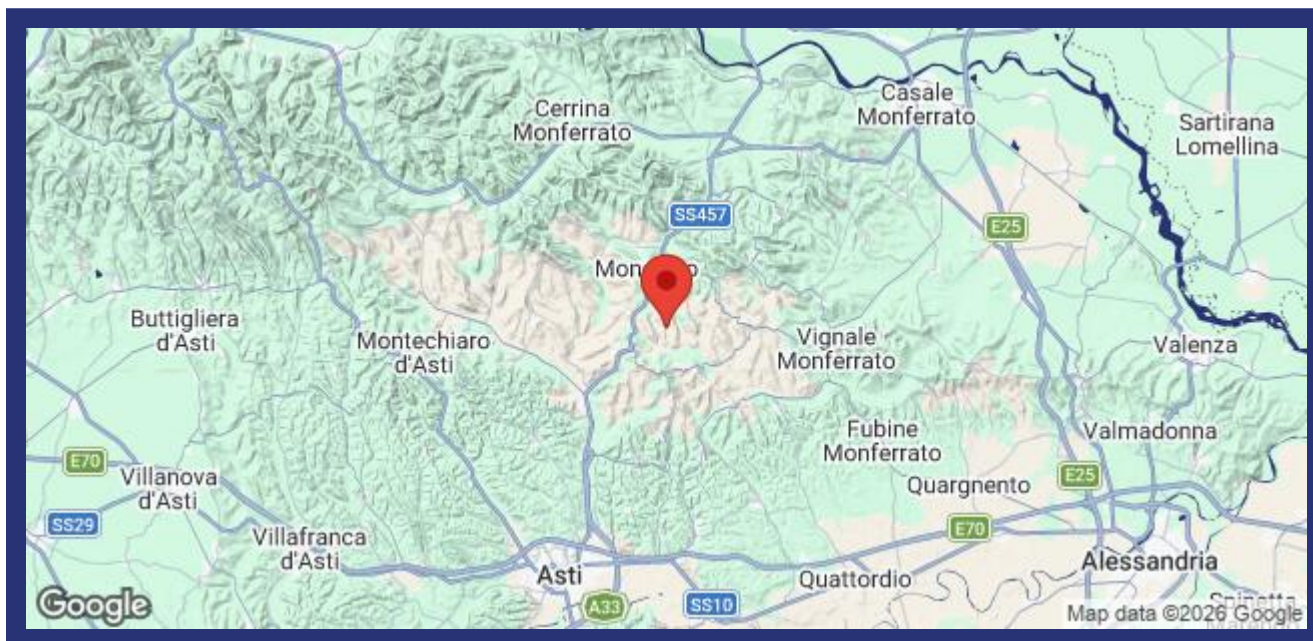 Cerrina
Monferrato
Casale
Monferrato
Sartirana
Lomellina
SS457
E25
Buttigliera
d'Asti
Montechiaro
d'Asti
Vignale
Monferrato
Valenza
Fubine
Monferrato
Valmadonna
E70
Villanova
d'Asti
Quargnento
E25
SS29
Villafranca
d'Asti
E70
Asti
Quattordio
Alessandria
A33
SS10
Google
Map data ©2026 Google